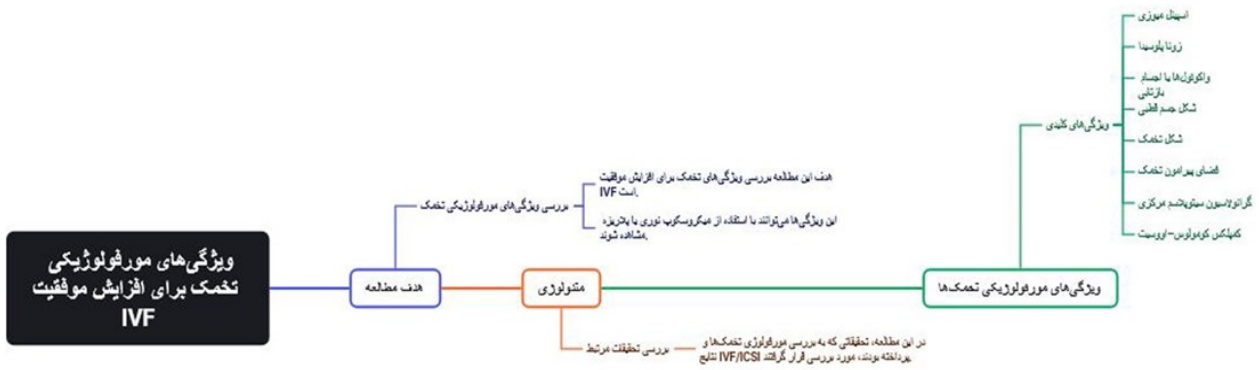 ویژگی‌های مورفولوژیکی
تخمک برای افزایش موفقیت
IVF
هدف مطالعه
بررسی ویژگی‌های مورفولوژیکی تخمک
هدف این مطالعه بررسی ویژگی‌های تخمک برای افزایش موفقیت
IVF است.
این ویژگی‌ها می‌توانند با استفاده از میکروسکوپ نوری یا پلاریزه
مشاهده شوند.
متدولوژی
بررسی تحقیقات مرتبط
در این مطالعه، تحقیقاتی که به بررسی مورفولوژی تخمک‌ها و
نتایج IVF/ICSI پرداخته بودند، مورد بررسی قرار گرفتند.
ویژگی‌های مورفولوژیکی تخمک‌ها
ویژگی‌های کلیدی
اسپیندل میوزی
زونا پلوسیدا
واکوئول‌ها یا اجسام
بازتابی
شکل جسم قطبی
شکل تخمک
فضای پیرامون تخمک
گرانولاسیون سیتوپلاسم مرکزی
کمپلکس کومولوس-اووسیت